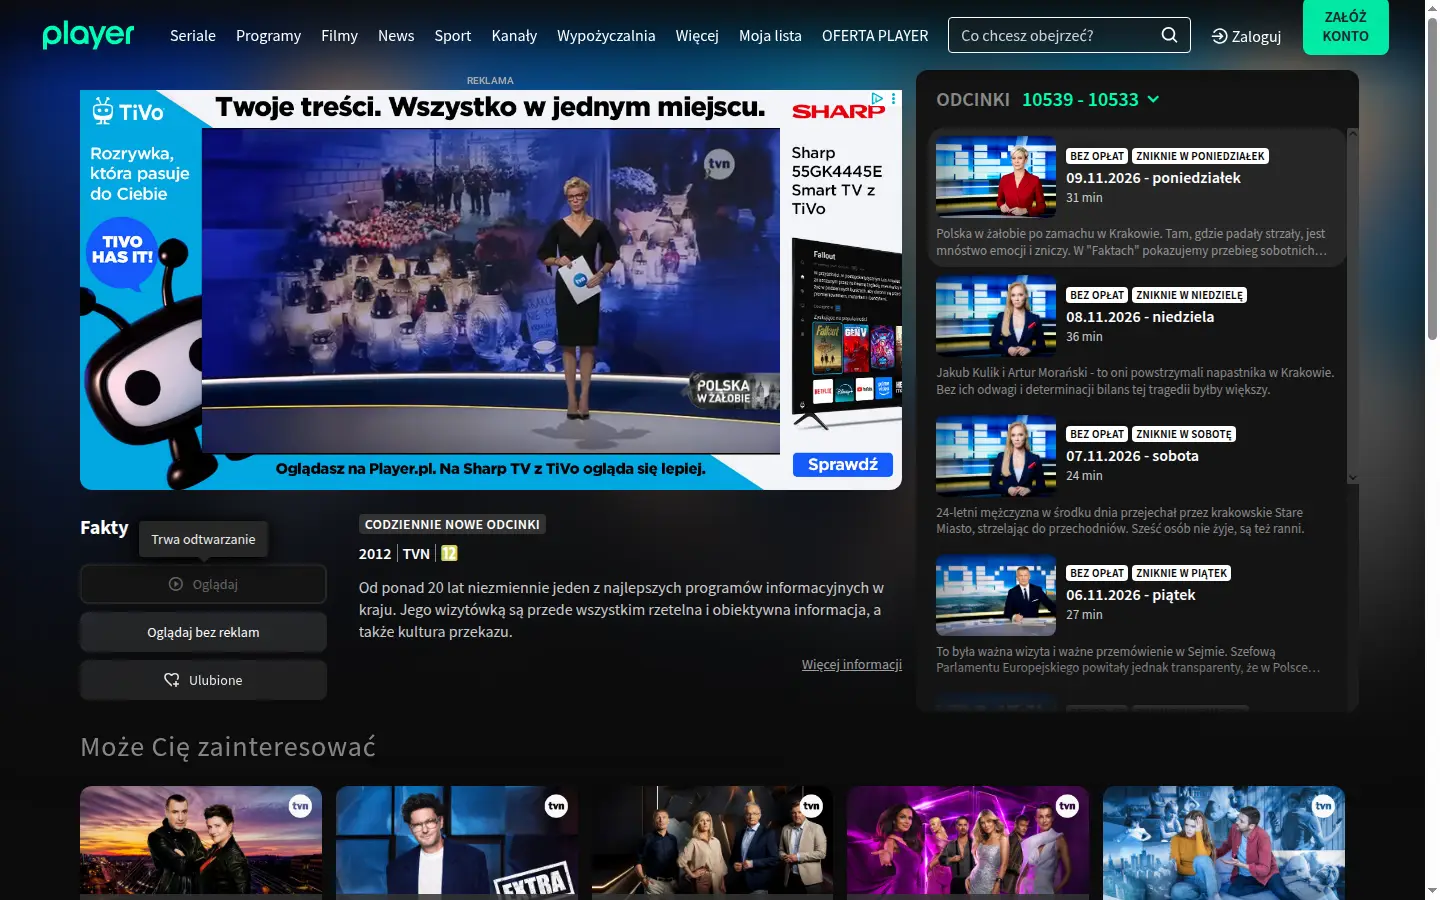 player
Seriale
Programy
Filmy
News
Sport
Kanały
Wypożyczalnia
Więcej
Moja lista
OFERTA PLAYER
Co chcesz obejrzeć?
Zaloguj
ZAŁÓŻ
KONTO
REKLAMA
TiVo
Twoje treści. Wszystko w jednym miejscu.
SHARP
Rozrywka,
która pasuje
do Ciebie
TIVO
HAS IT!
tvn
POLSKA
W ŻAŁOBIE
Sharp
55GK4445E
Smart TV z
TiVo
Fallout
NETFLIX
Oglądasz na Player.pl. Na Sharp TV z TiVo ogląda się lepiej.
Sprawdź
ODCINKI 10539 - 10533
BEZ OPŁAT ZNIKNIE W PONIEDZIAŁEK
09.11.2026 - poniedziałek
31 min
Polska w żałobie po zamachu w Krakowie. Tam, gdzie padały strzały, jest
mnóstwo emocji i zniczy. W "Faktach" pokazujemy przebieg sobotnich...
BEZ OPŁAT ZNIKNIE W NIEDZIELĘ
08.11.2026 - niedziela
36 min
Jakub Kulik i Artur Morański - to oni powstrzymali napastnika w Krakowie.
Bez ich odwagi i determinacji bilans tej tragedii byłby większy.
BEZ OPŁAT ZNIKNIE W SOBOTĘ
07.11.2026 - sobota
24 min
24-letni mężczyzna w środku dnia przejechał przez krakowskie Stare
Miasto, strzelając do przechodniów. Sześć osób nie żyje, są też ranni.
BEZ OPŁAT ZNIKNIE W PIĄTEK
06.11.2026 - piątek
27 min
To była ważna wizyta i ważne przemówienie w Sejmie. Szefową
Parlamentu Europejskiego powitały jednak transparenty, że w Polsce...
Fakty
Trwa odtwarzanie
Oglądaj
Oglądaj bez reklam
Ulubione
CODZIENNIE NOWE ODCINKI
2012 | TVN | 12
Od ponad 20 lat niezmiennie jeden z najlepszych programów informacyjnych w
kraju. Jego wizytówką są przede wszystkim rzetelna i obiektywna informacja, a
także kultura przekazu.
Więcej informacji
Może Cię zainteresować
tvn
tvn
EXTRA
tvn
tvn
tvn